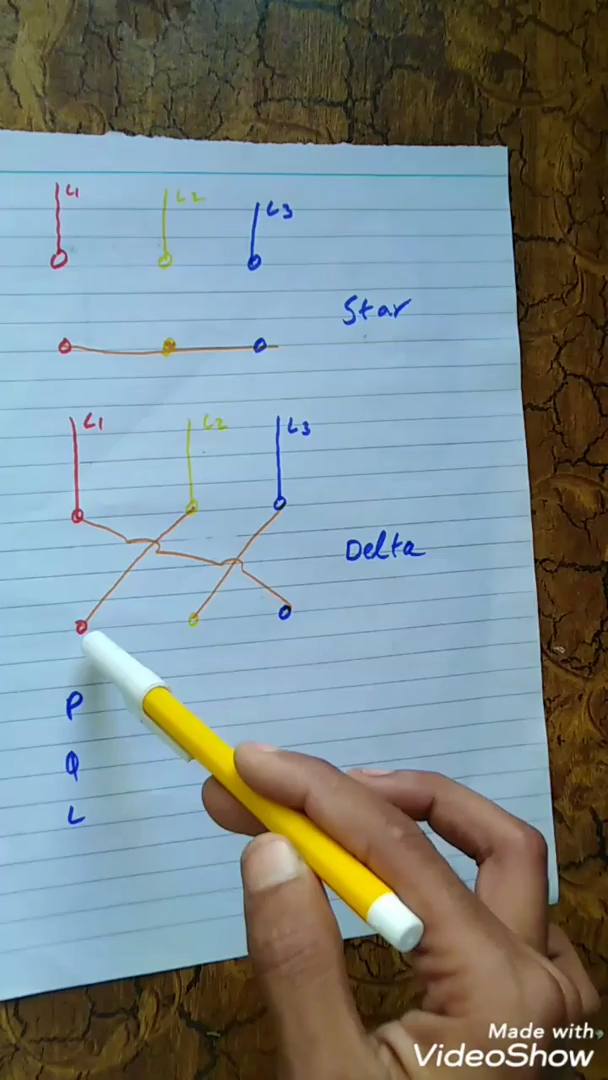 L1 L2 L3
Star
L1 L2 L3
Delta
P
Q
L
Made with
VideoShow